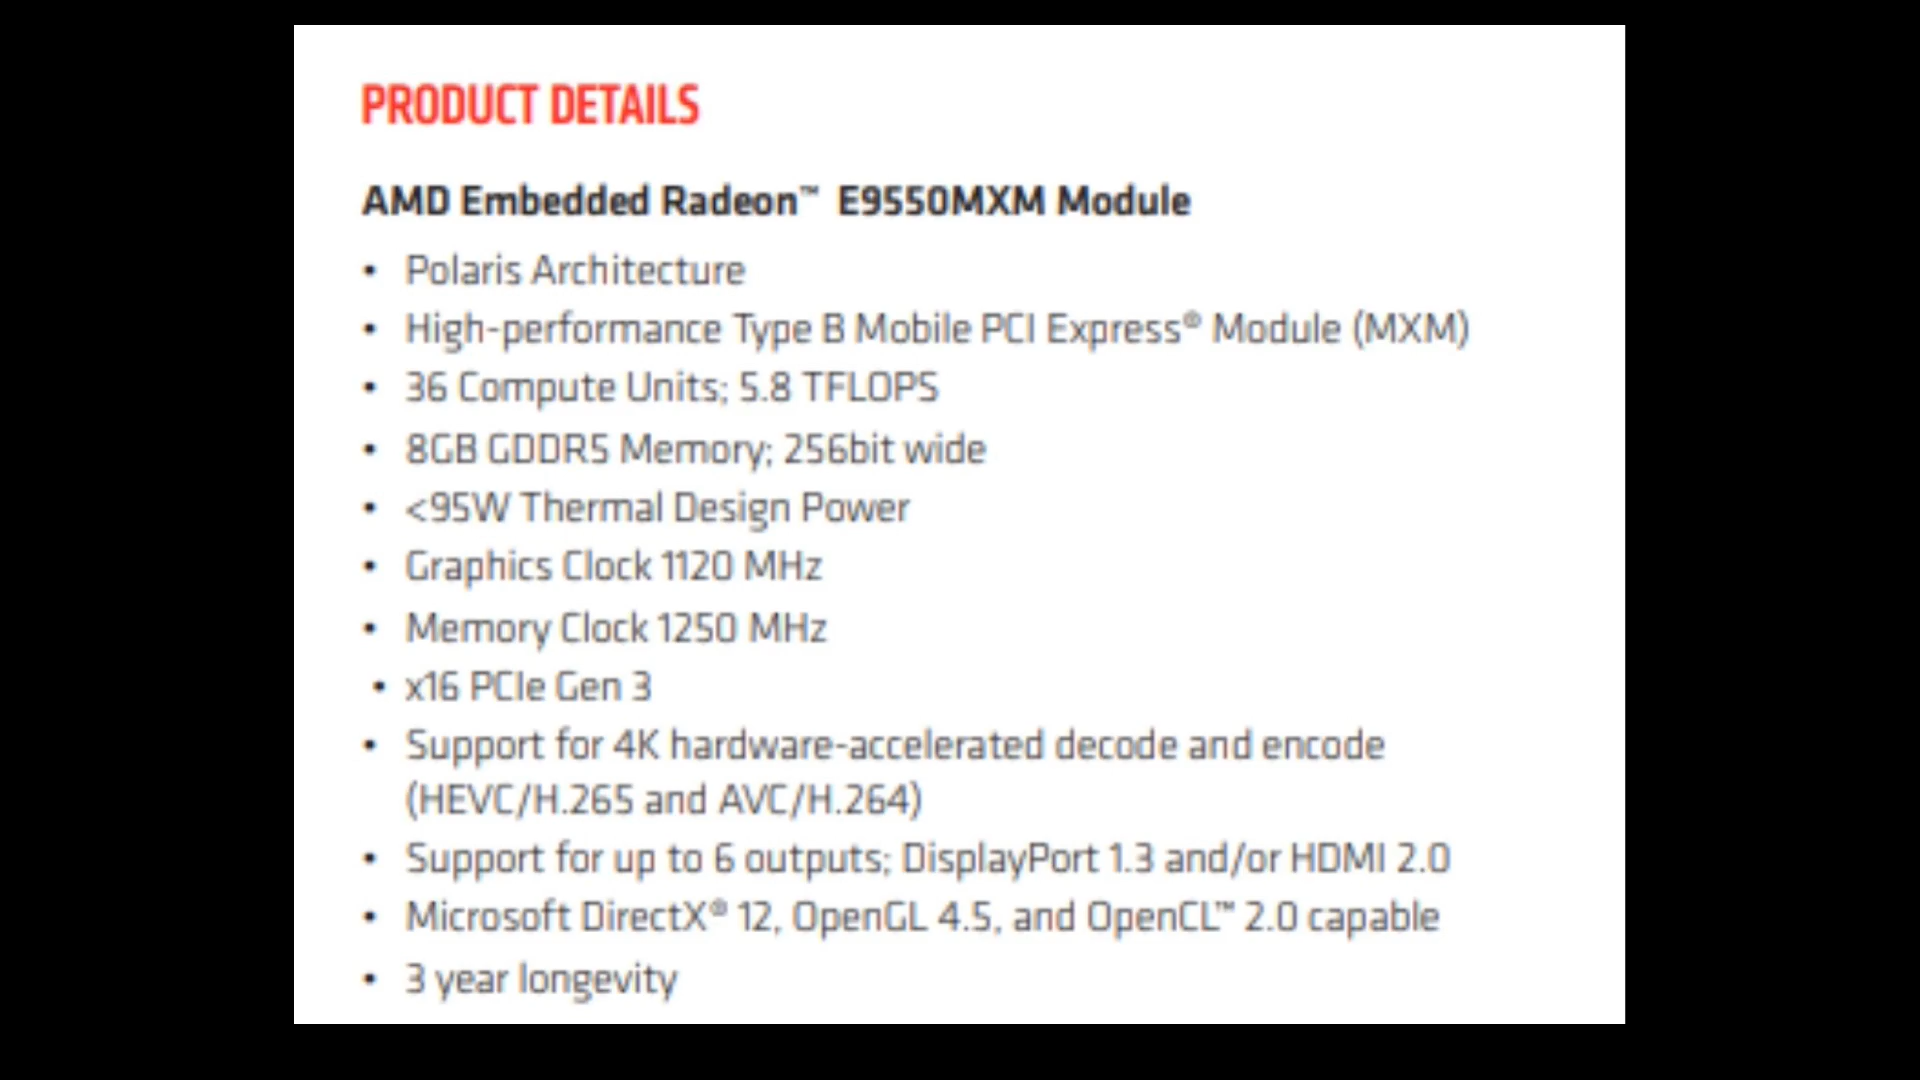 PRODUCT DETAILS
AMD Embedded Radeon™ E9550MXM Module
• Polaris Architecture
• High-performance Type B Mobile PCI Express® Module (MXM)
• 36 Compute Units; 5.8 TFLOPS
• 8GB GDDR5 Memory; 256bit wide
• <95W Thermal Design Power
• Graphics Clock 1120 MHz
• Memory Clock 1250 MHz
• x16 PCIe Gen 3
• Support for 4K hardware-accelerated decode and encode
(HEVC/H.265 and AVC/H.264)
• Support for up to 6 outputs; DisplayPort 1.3 and/or HDMI 2.0
• Microsoft DirectX® 12, OpenGL 4.5, and OpenCL™ 2.0 capable
• 3 year longevity